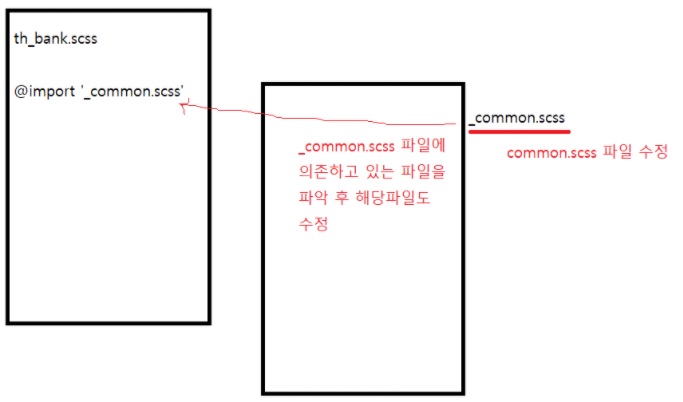 th_bank.scss
@import '_common.scss'
_common.scss
common.scss 파일 수정
_common.scss 파일에
의존하고 있는 파일을
파악 후 해당파일도
수정